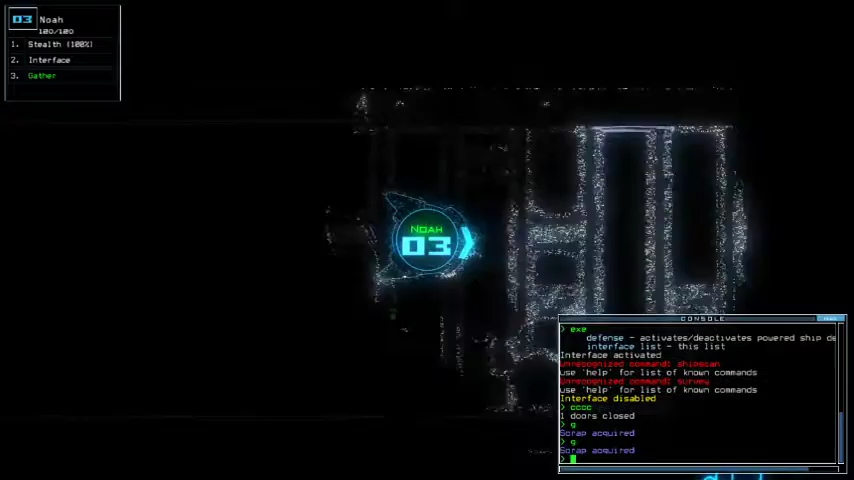 03 Noah
100/100
1. Stealth (100%)
2. Interface
3. Gather
NOAH
03
CONSOLE
> exe
defense - activates/deactivates powered ship de
interface list - this list
Interface activated
Unrecognized command: shipscan
use 'help' for list of known commands
Unrecognized command: survey
use 'help' for list of known commands
Interface disabled
> cccc
1 doors closed
> g
Scrap acquired
> g
Scrap acquired
>